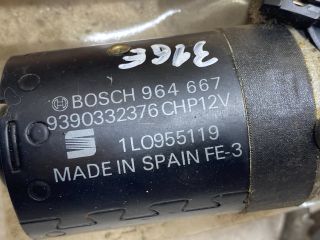 316E
BOSCH 964 667
9390332376 CHP12V
1L0955119
MADE IN SPAIN FE-3